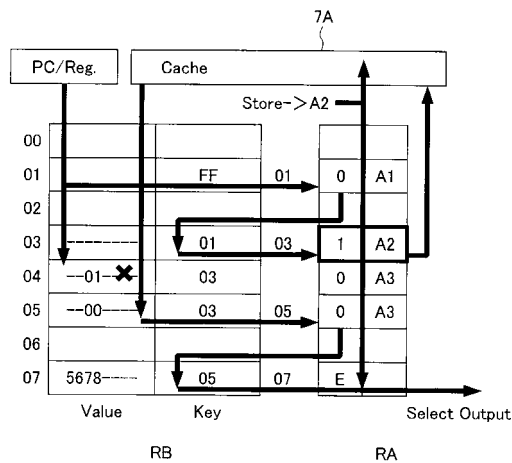 7A
PC/Reg. Cache
Store->A2
00
01 FF 01 0 A1
02
03 ------ 01 03 1 A2
04 --01-- 03 0 A3
05 --00---- 03 05 0 A3
06
07 5678---- 05 07 E
Value Key Select Output
RB RA